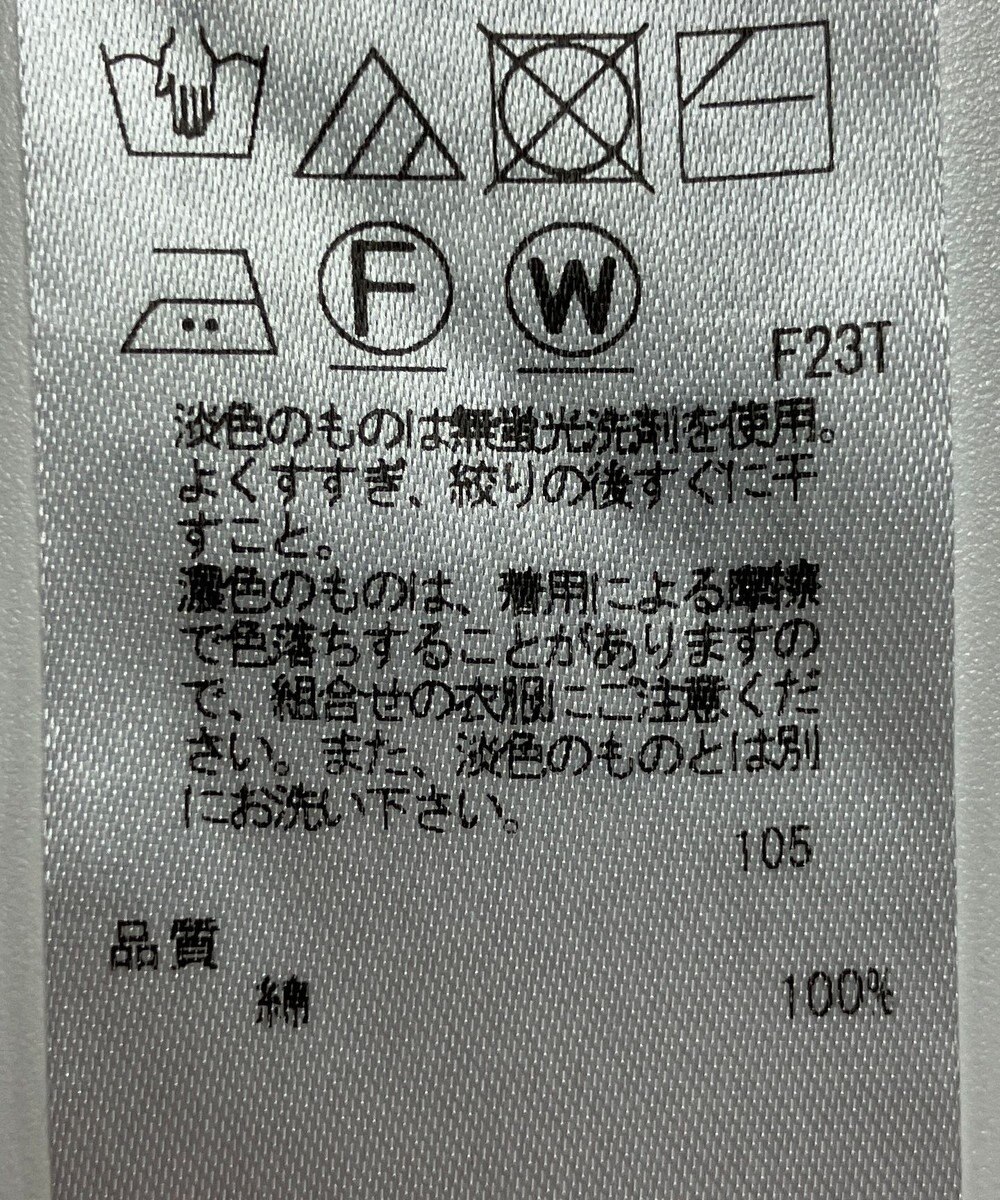 F W
F23T
淡色のものは無蛍光洗剤を使用。
よくすすぎ、絞りの後すぐに干
すこと。
濃色のものは、着用による摩擦
で色落ちすることがありますの
で、組合せの衣服にご注意くだ
さい。また、淡色のものとは別
にお洗い下さい。
105
品質
綿 100%